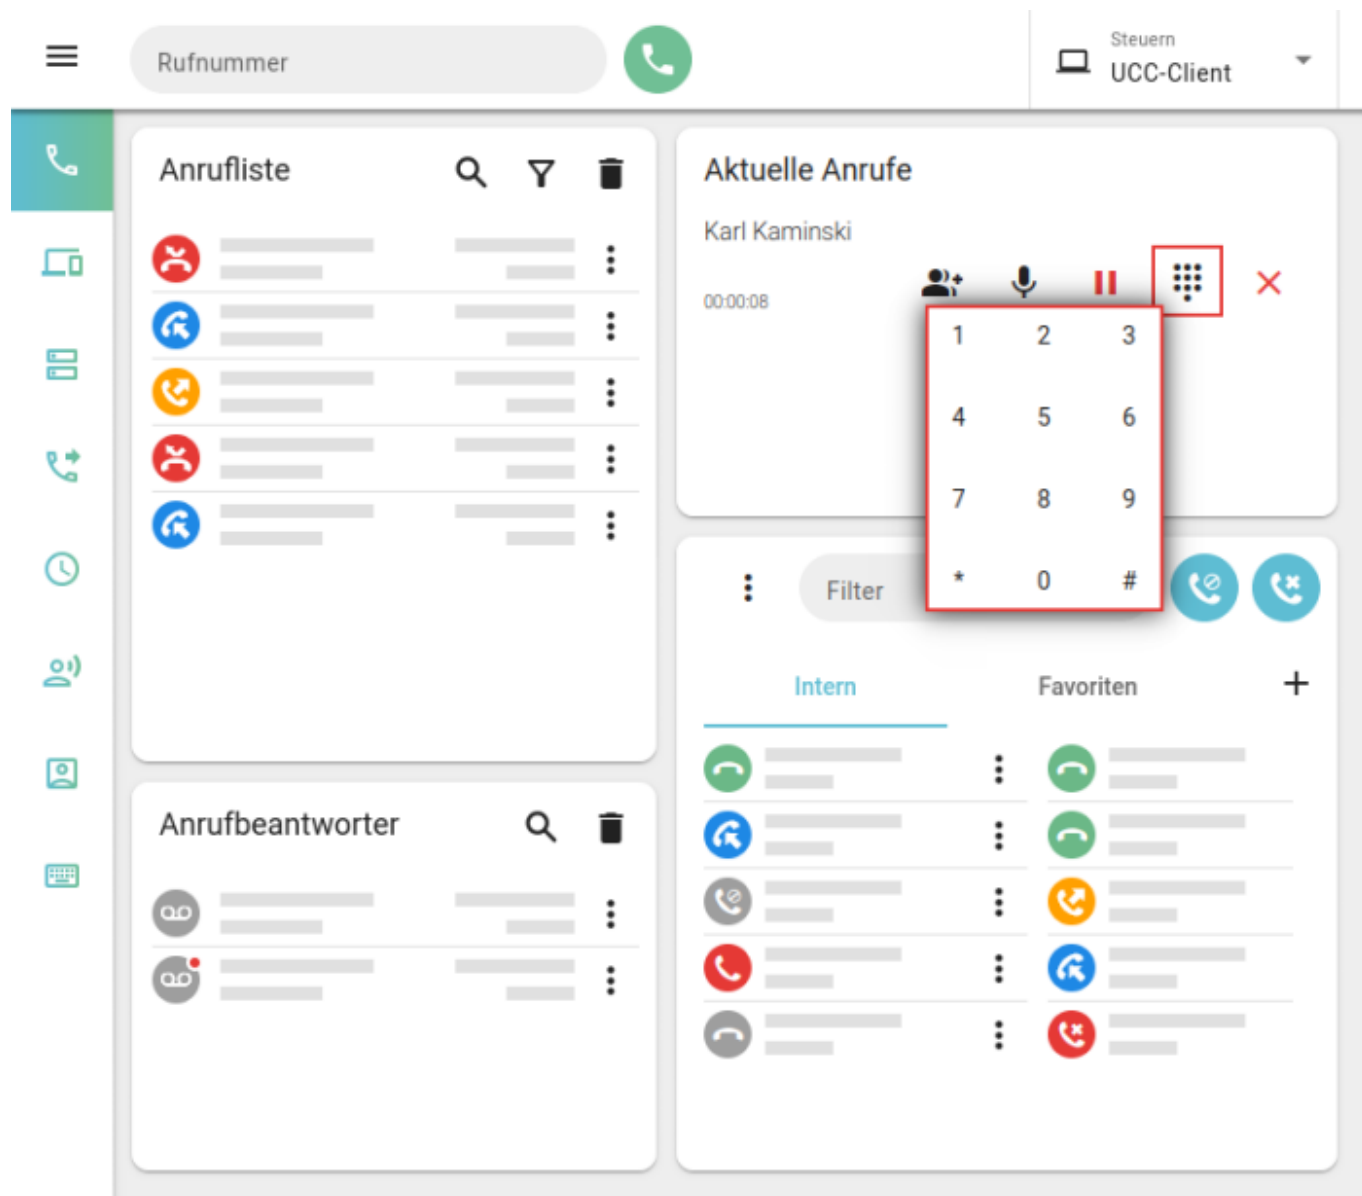 Rufnummer
Steuern
UCC-Client
Anrufliste
Aktuelle Anrufe
Karl Kaminski
00:00:08
1 2 3
4 5 6
7 8 9
* 0 #
Filter
Intern
Favoriten
Anrufbeantworter